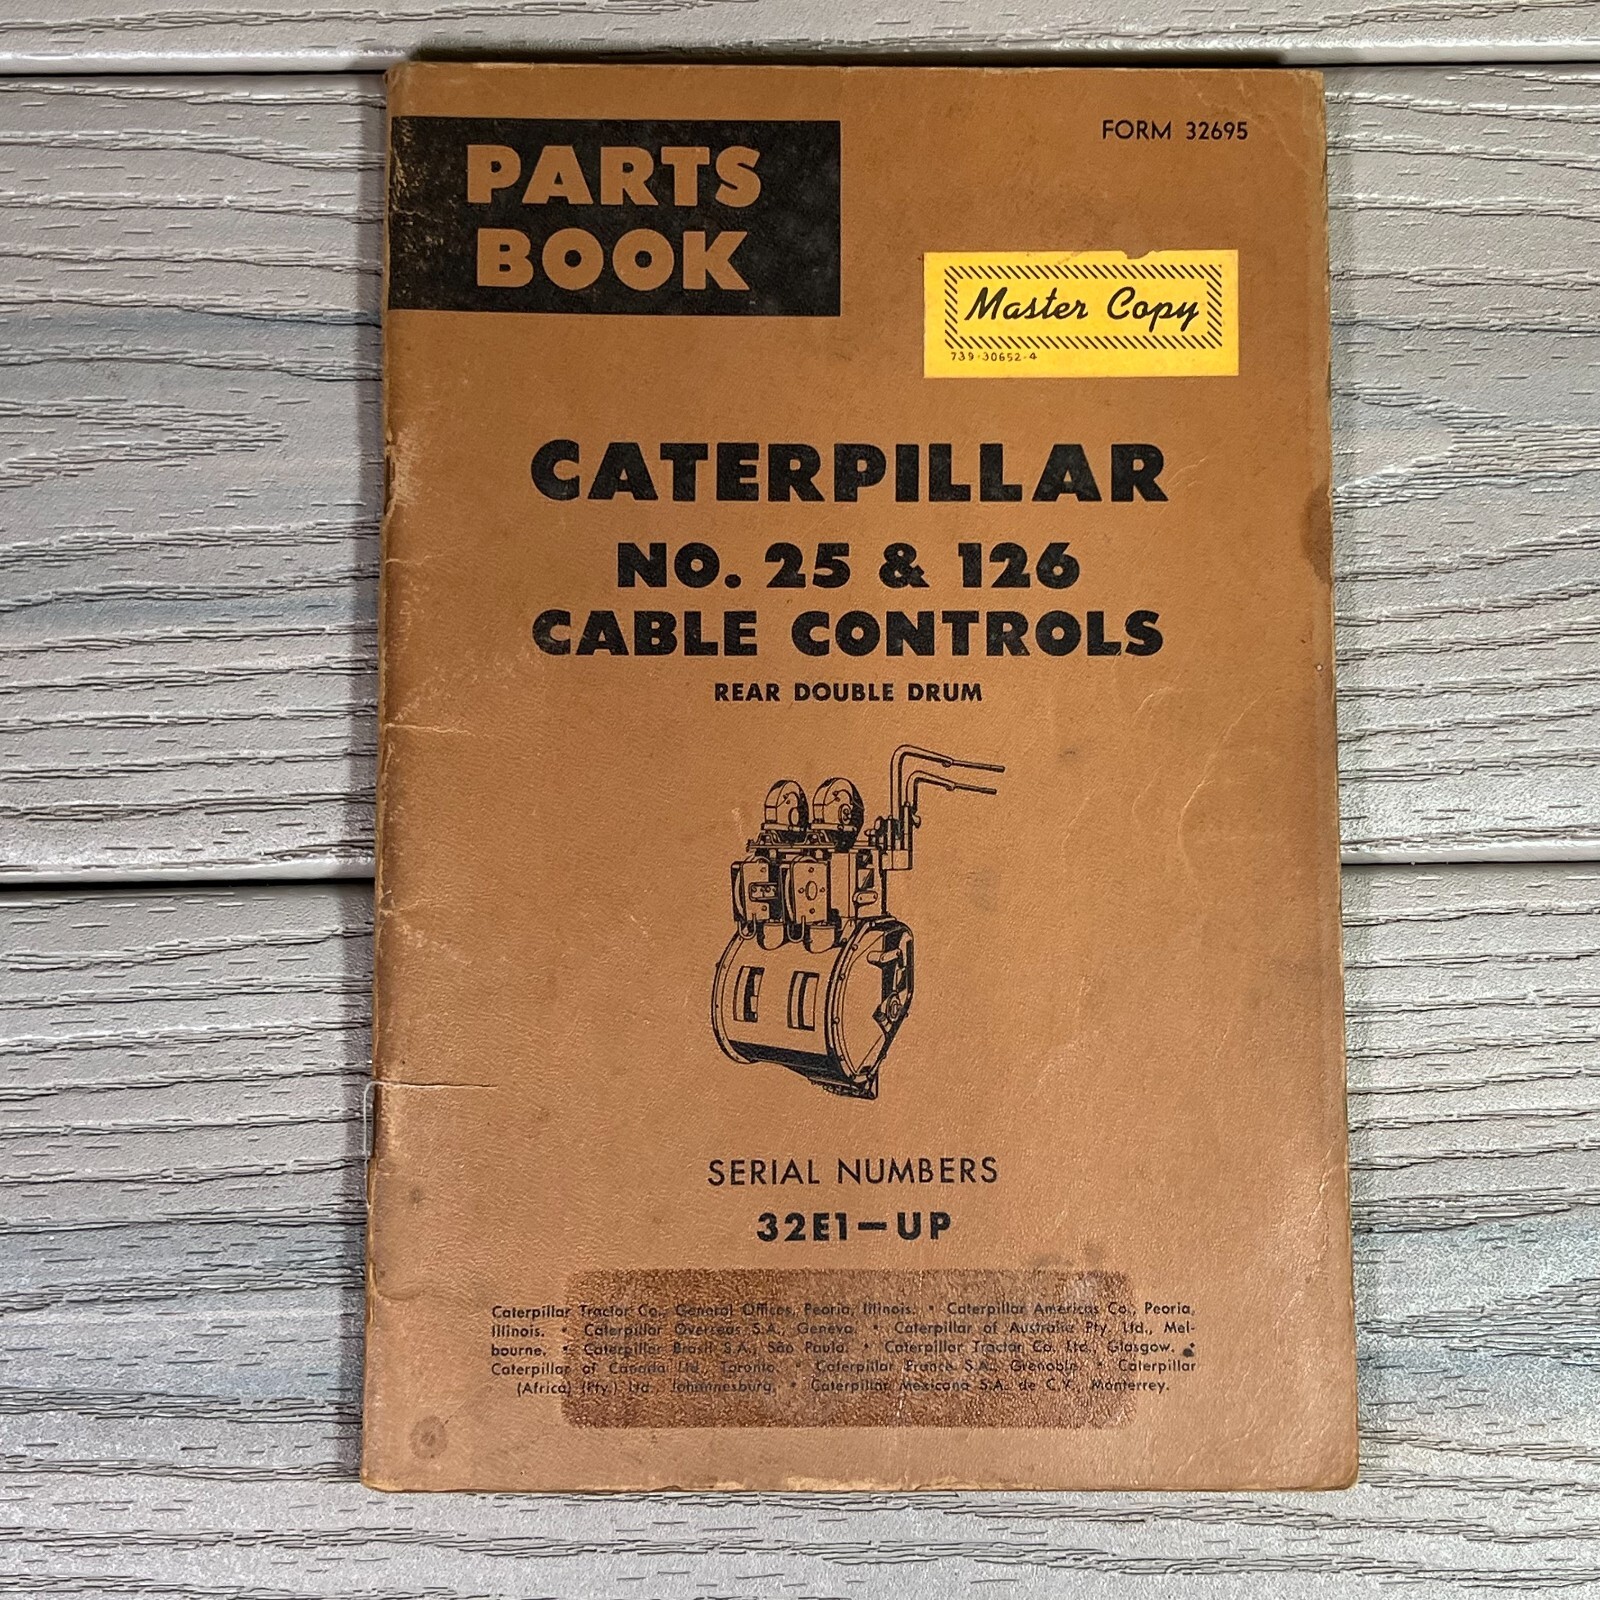 PARTS
BOOK
FORM 32695
Master Copy
739-30652-4
CATERPILLAR
NO. 25 & 126
CABLE CONTROLS
REAR DOUBLE DRUM
SERIAL NUMBERS
32E1—UP
Caterpillar Tractor Co., General Offices, Peoria, Illinois. • Caterpillar Americas Co., Peoria,
Illinois. • Caterpillar Overseas S.A., Geneva. • Caterpillar of Australia Pty. Ltd., Mel-
bourne. • Caterpillar Brasil S.A., São Paulo. • Caterpillar Tractor Co. Ltd., Glasgow. •
Caterpillar of Canada Ltd., Toronto. • Caterpillar France S.A., Grenoble. • Caterpillar
(Africa) (Pty.) Ltd., Johannesburg. • Caterpillar Mexicana S.A. de C.V., Monterrey.